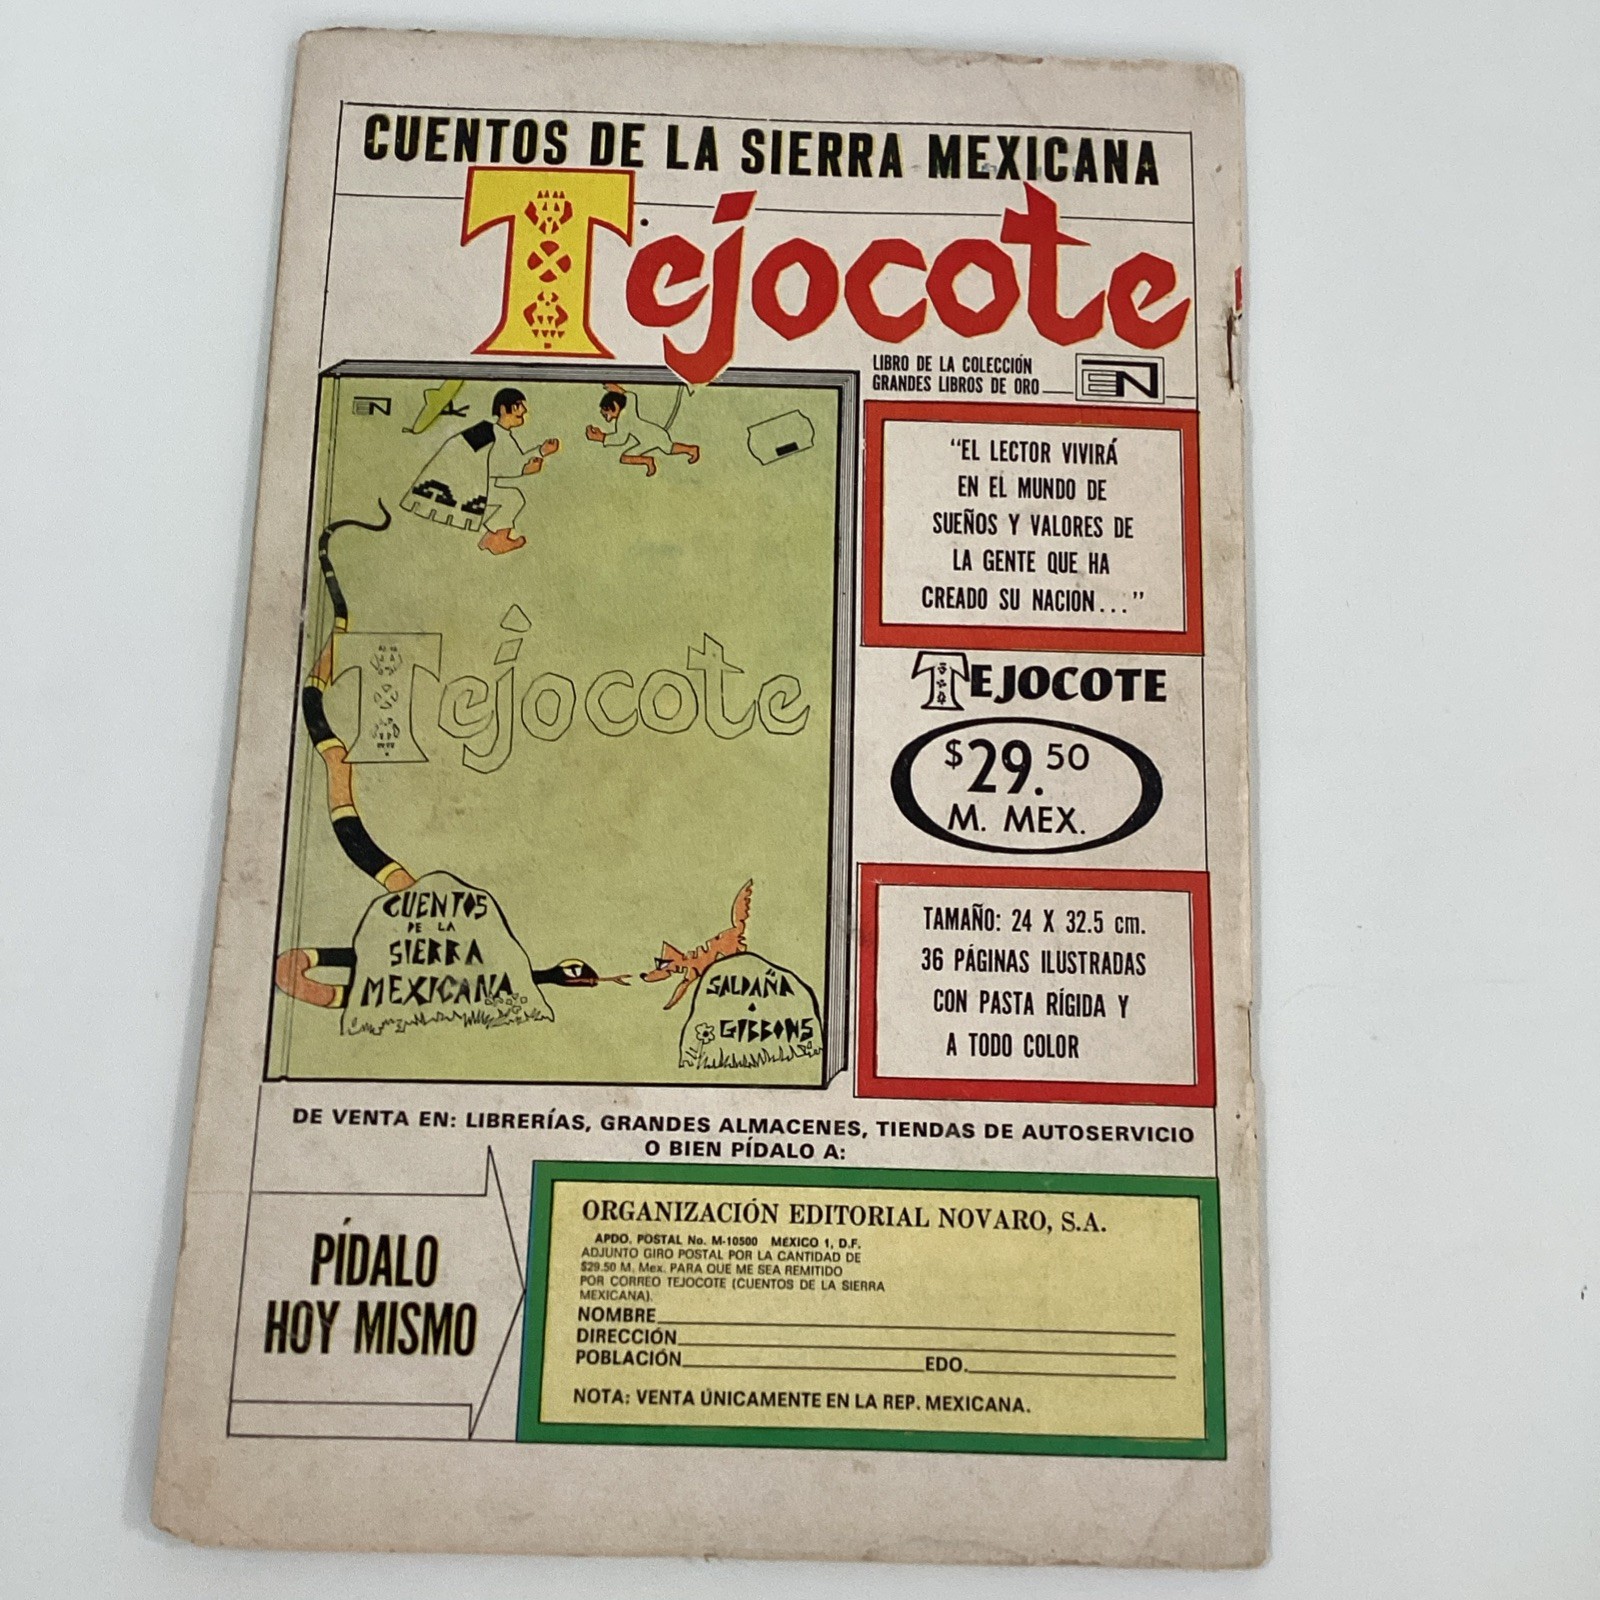 CUENTOS DE LA SIERRA MEXICANA
Tejocote
LIBRO DE LA COLECCIÓN
GRANDES LIBROS DE ORO
EN
"EL LECTOR VIVIRÁ
EN EL MUNDO DE
SUEÑOS Y VALORES DE
LA GENTE QUE HA
CREADO SU NACIÓN..."
TEJOCOTE
$29.50
M. MEX.
TAMAÑO: 24 X 32.5 cm.
36 PÁGINAS ILUSTRADAS
CON PASTA RÍGIDA Y
A TODO COLOR
EN
Tejocote
CUENTOS
DE LA
SIERRA
MEXICANA
SALDAÑA
GIBBONS
DE VENTA EN: LIBRERÍAS, GRANDES ALMACENES, TIENDAS DE AUTOSERVICIO
O BIEN PÍDALO A:
PÍDALO
HOY MISMO
ORGANIZACIÓN EDITORIAL NOVARO, S.A.
APDO. POSTAL No. M-10500 MEXICO 1, D.F.
ADJUNTO GIRO POSTAL POR LA CANTIDAD DE
$29.50 M. Mex. PARA QUE ME SEA REMITIDO
POR CORREO TEJOCOTE (CUENTOS DE LA SIERRA
MEXICANA).
NOMBRE
DIRECCIÓN
POBLACIÓN EDO.
NOTA: VENTA ÚNICAMENTE EN LA REP. MEXICANA.